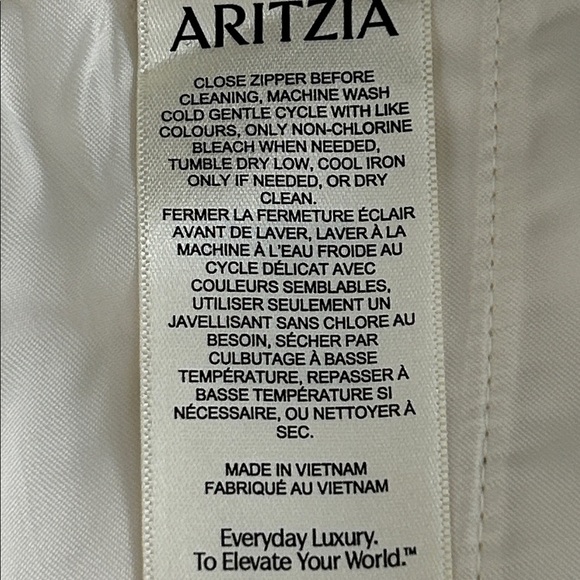 ARITZIA
CLOSE ZIPPER BEFORE
CLEANING, MACHINE WASH
COLD GENTLE CYCLE WITH LIKE
COLOURS, ONLY NON-CHLORINE
BLEACH WHEN NEEDED,
TUMBLE DRY LOW, COOL IRON
ONLY IF NEEDED, OR DRY
CLEAN.
FERMER LA FERMETURE ÉCLAIR
AVANT DE LAVER, LAVER À LA
MACHINE À L'EAU FROIDE AU
CYCLE DÉLICAT AVEC
COULEURS SEMBLABLES,
UTILISER SEULEMENT UN
JAVELLISANT SANS CHLORE AU
BESOIN, SÉCHER PAR
CULBUTAGE À BASSE
TEMPÉRATURE, REPASSER À
BASSE TEMPÉRATURE SI
NÉCESSAIRE, OU NETTOYER À
SEC.
MADE IN VIETNAM
FABRIQUÉ AU VIETNAM
Everyday Luxury.
To Elevate Your World.™